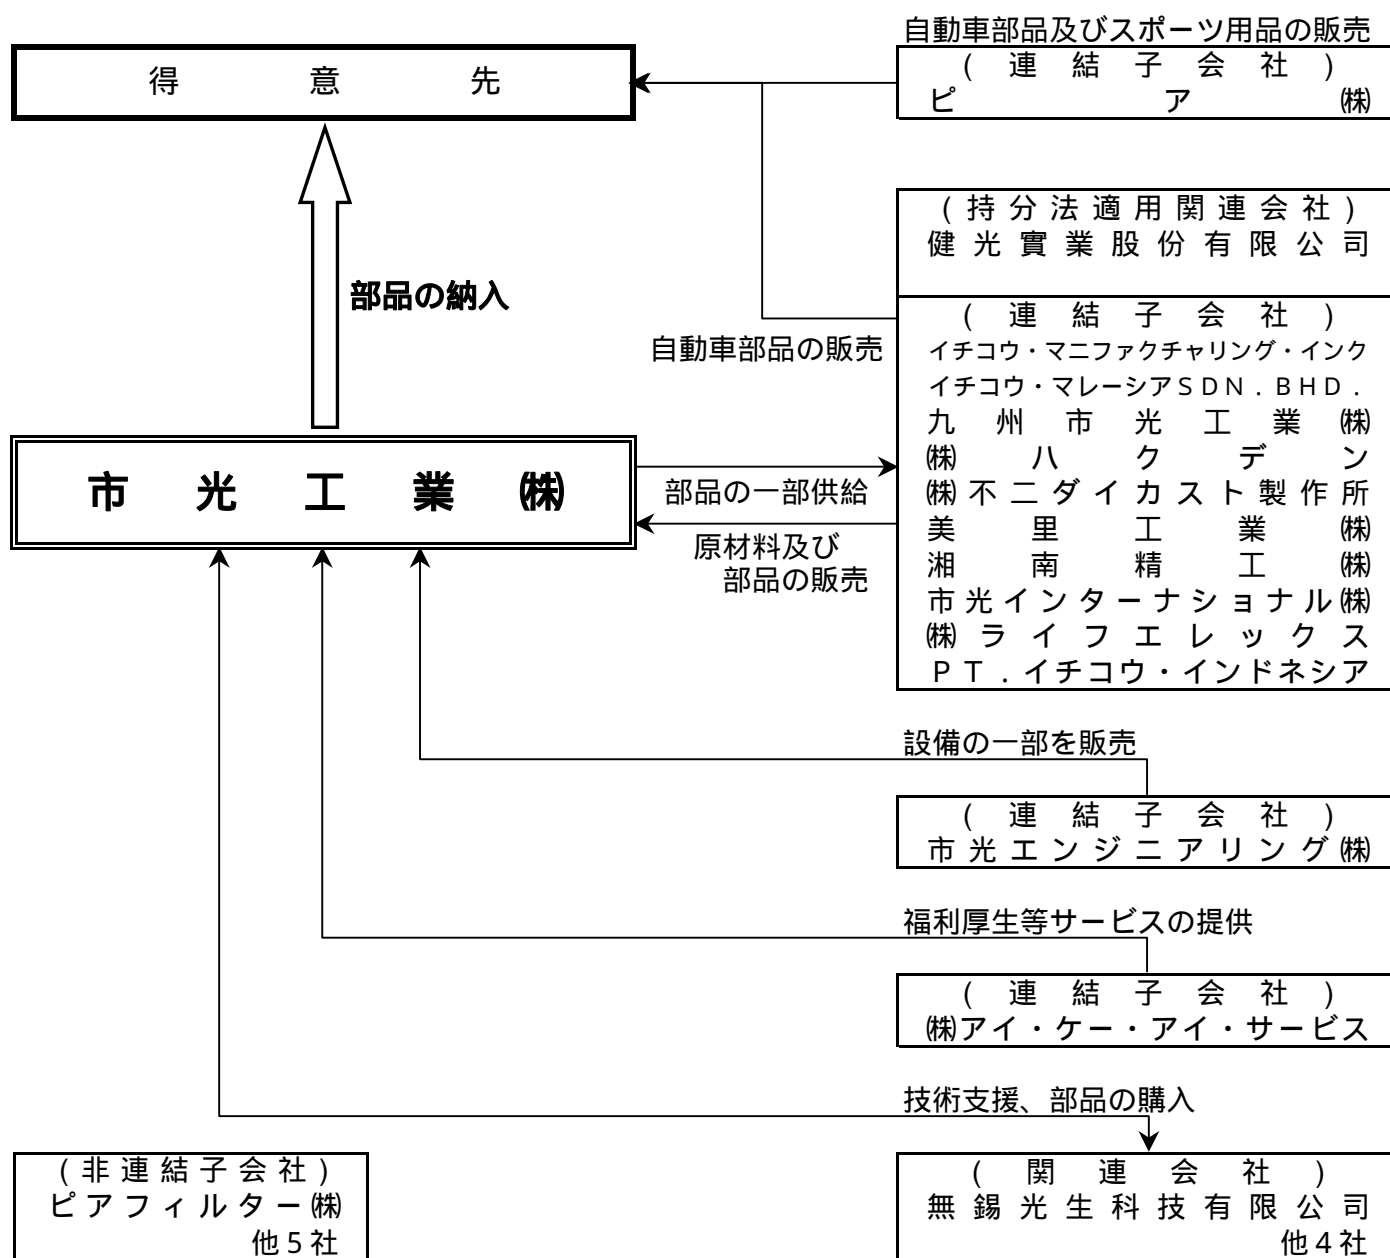 自動車部品及びスポーツ用品の販売
得意先
(連結子会社)
ピア㈱
(持分法適用関連会社)
健光實業股份有限公司
部品の納入
(連結子会社)
自動車部品の販売
イチコウ・マニファクチャリング・インク
イチコウ・マレーシアSDN.BHD.
九州市光工業㈱
㈱ハクデン
㈱不二ダイカスト製作所
美里工業㈱
湘南精工㈱
市光インターナショナル㈱
㈱ライフエレックス
PT.イチコウ・インドネシア
市光工業㈱
部品の一部供給
原材料及び
部品の販売
設備の一部を販売
(連結子会社)
市光エンジニアリング㈱
福利厚生等サービスの提供
(連結子会社)
㈱アイ・ケー・アイ・サービス
技術支援、部品の購入
(非連結子会社)
ピアフィルター㈱
他5社
(関連会社)
無錫光生科技有限公司
他4社